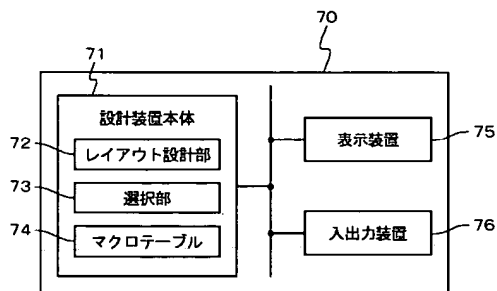 70
71
設計装置本体
72
レイアウト設計部
73
選択部
74
マクロテーブル
表示装置
75
入出力装置
76